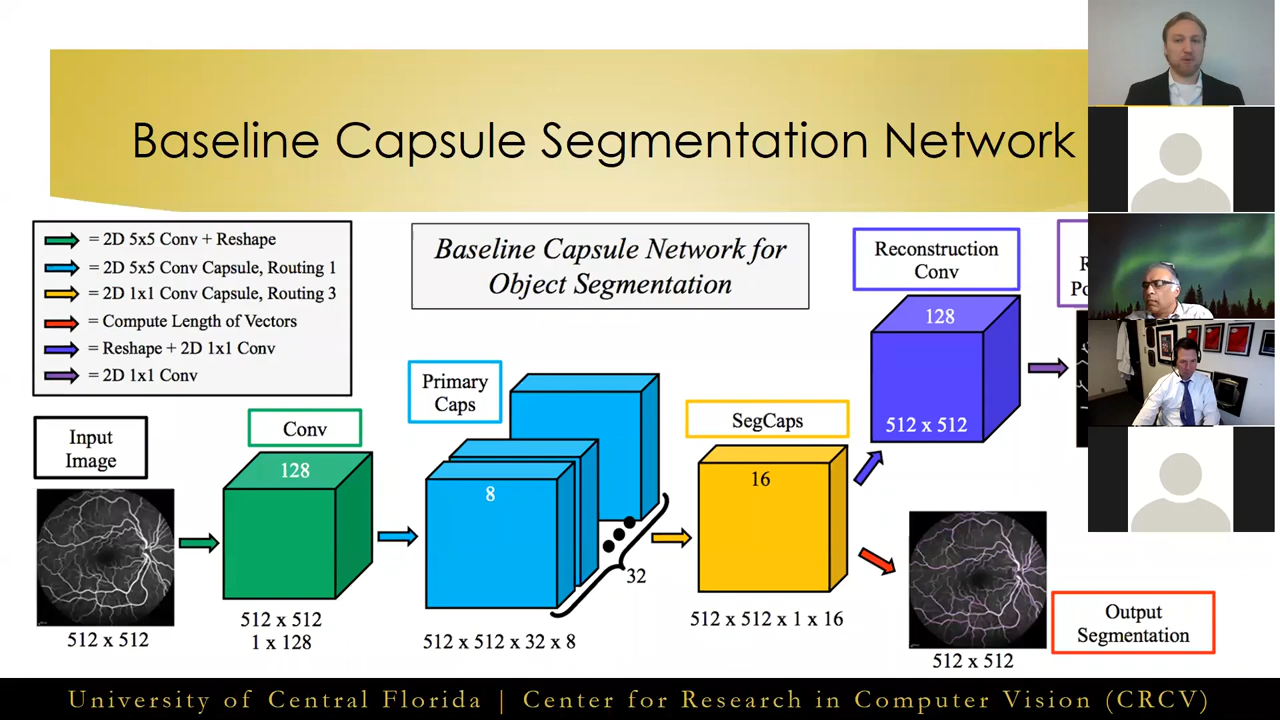 Baseline Capsule Segmentation Network
= 2D 5x5 Conv + Reshape
= 2D 5x5 Conv Capsule, Routing 1
= 2D 1x1 Conv Capsule, Routing 3
= Compute Length of Vectors
= Reshape + 2D 1x1 Conv
= 2D 1x1 Conv
Baseline Capsule Network for
Object Segmentation
Input
Image
512 x 512
Conv
128
512 x 512
1 x 128
Primary
Caps
8
32
512 x 512 x 32 x 8
SegCaps
16
512 x 512 x 1 x 16
Reconstruction
Conv
128
512 x 512
Output
Segmentation
512 x 512
University of Central Florida | Center for Research in Computer Vision (CRCV)